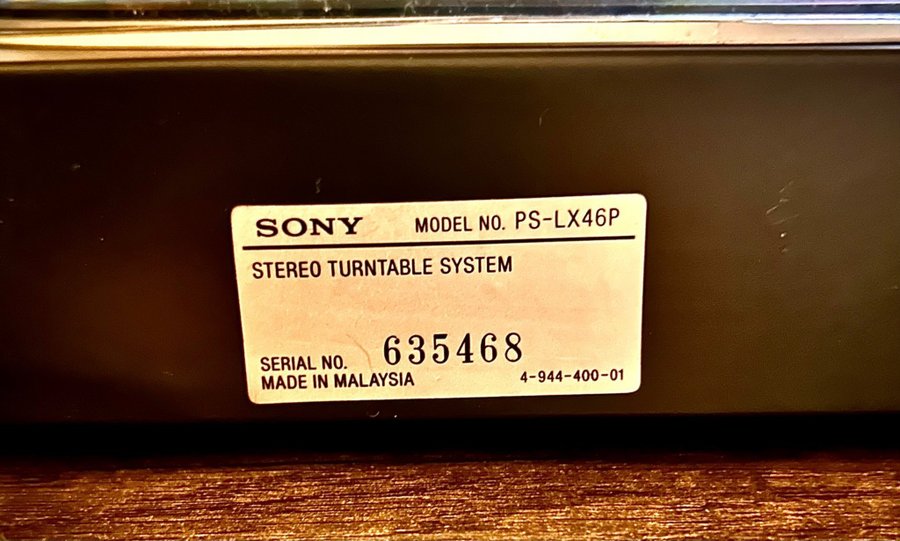 SONY MODEL NO. PS-LX46P
STEREO TURNTABLE SYSTEM
SERIAL NO. 635468
MADE IN MALAYSIA 4-944-400-01